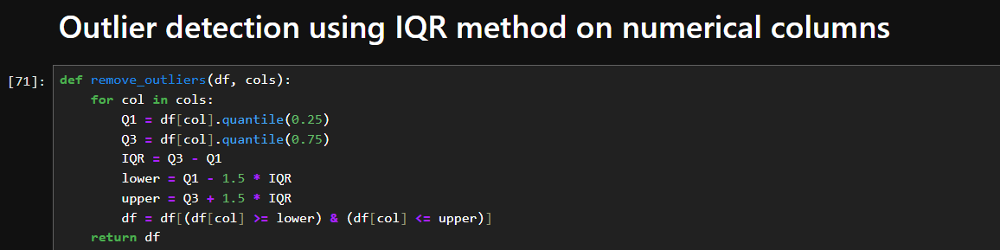 Outlier detection using IQR method on numerical columns
[71]: def remove_outliers(df, cols):
    for col in cols:
        Q1 = df[col].quantile(0.25)
        Q3 = df[col].quantile(0.75)
        IQR = Q3 - Q1
        lower = Q1 - 1.5 * IQR
        upper = Q3 + 1.5 * IQR
        df = df[(df[col] >= lower) & (df[col] <= upper)]
    return df